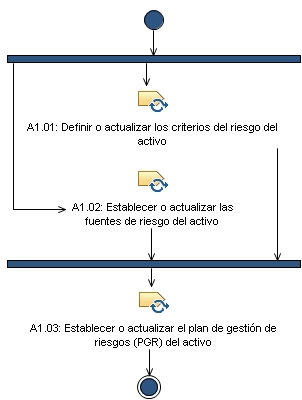 A1.01: Definir o actualizar los criterios del riesgo del
activo
A1.02: Establecer o actualizar las
fuentes de riesgo del activo
A1.03: Establecer o actualizar el plan de gestión de
riesgos (PGR) del activo